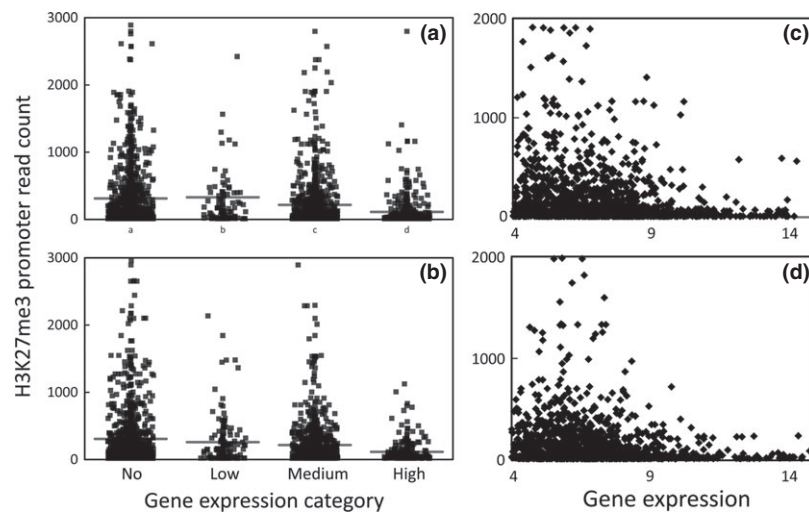 H3K27me3 promoter read count
3000
2000
1000
0
(a)
a b c d
3000
2000
1000
0
(b)
No Low Medium High
Gene expression category
2000
1000
0
(c)
4 9 14
2000
1000
0
(d)
4 9 14
Gene expression